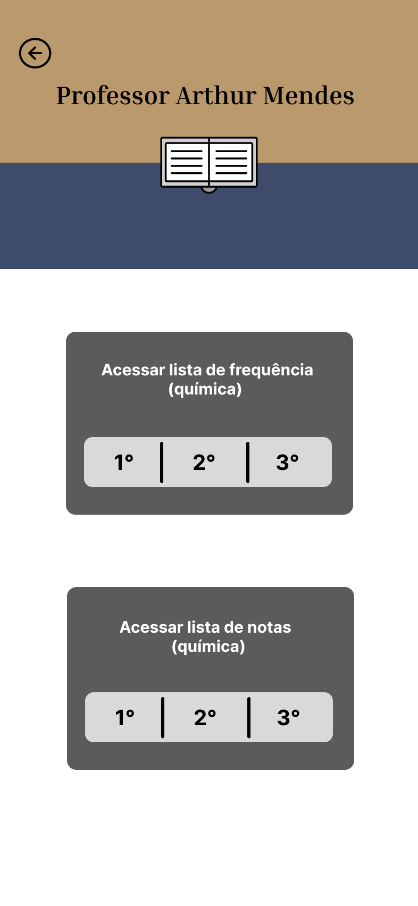 Professor Arthur Mendes
Acessar lista de frequência
(química)
1° 2° 3°
Acessar lista de notas
(química)
1° 2° 3°